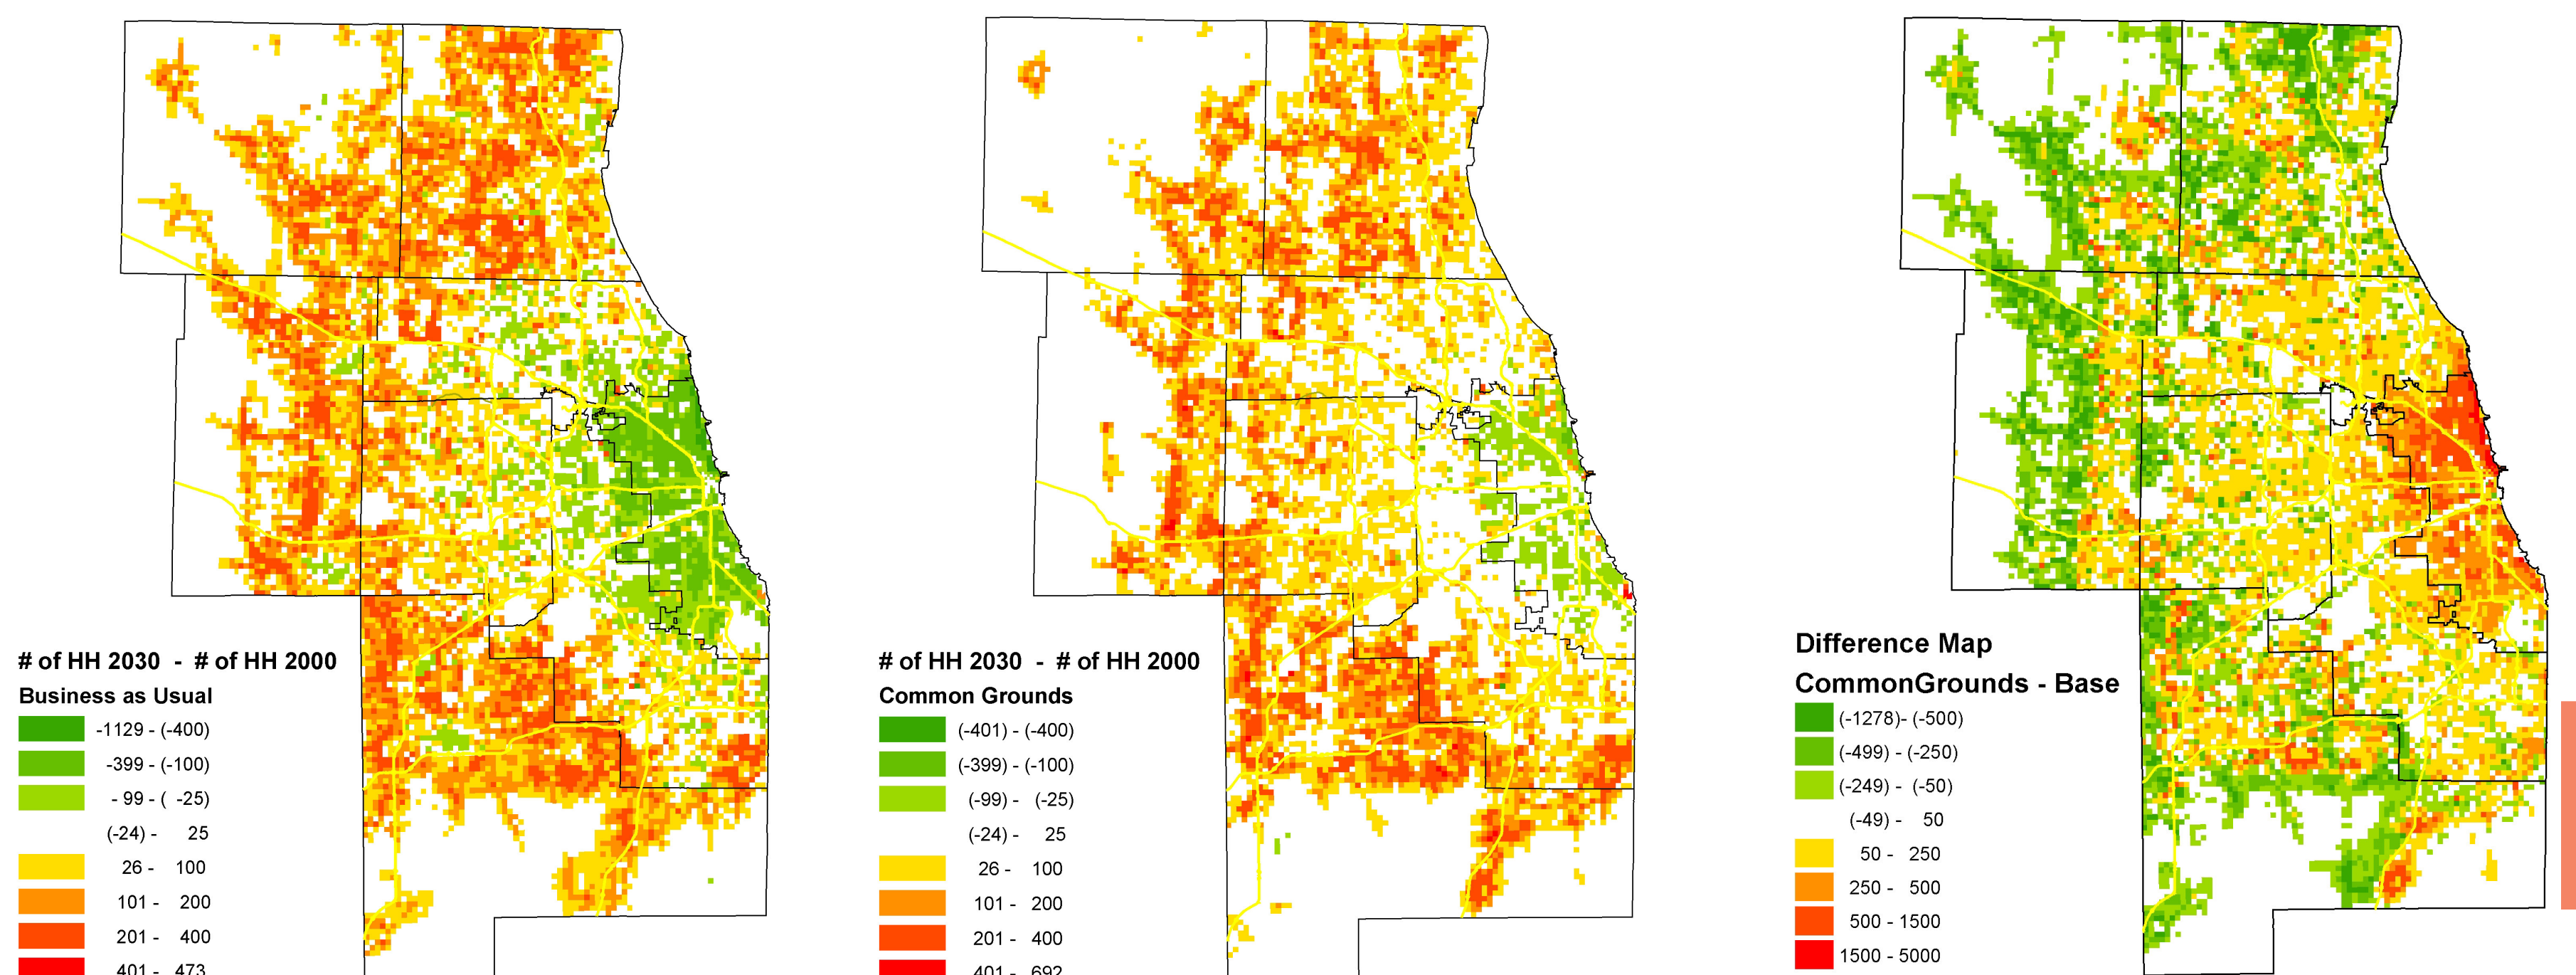 # of HH 2030 - # of HH 2000
Business as Usual
-1129 - (-400)
-399 - (-100)
- 99 - ( -25)
(-24) - 25
26 - 100
101 - 200
201 - 400
401 - 473
# of HH 2030 - # of HH 2000
Common Grounds
(-401) - (-400)
(-399) - (-100)
(-99) - (-25)
(-24) - 25
26 - 100
101 - 200
201 - 400
401 - 692
Difference Map
CommonGrounds - Base
(-1278)- (-500)
(-499) - (-250)
(-249) - (-50)
(-49) - 50
50 - 250
250 - 500
500 - 1500
1500 - 5000